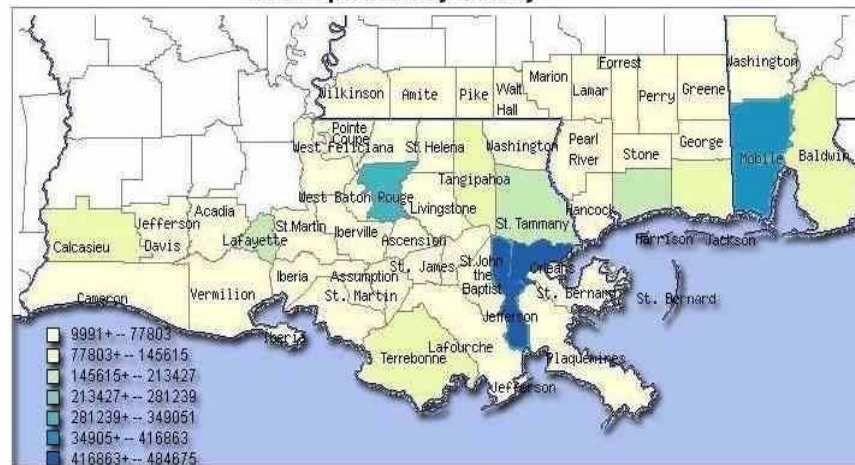 Washington
Forrest
Marion
Wilkinson
Amite
Pike
Walt
Hall
Lamar
Perry
Greene
Pointe
Coupe
West Feliciana
St.Helena
Washington
Pearl
River
Stone
George
Mobile
Baldwin
Tangipahoa
West Baton Rouge
Livingstone
Hancock
Acadia
Jefferson
Davis
Lafayette
St.Martin
Iberville
Ascension
St. Tammany
Calcasieu
Harrison
Jackson
Orleans
St. James
St.John
the
Baptist
Iberia
Assumption
St. Martin
St. Bernard
St. Bernard
Cameron
Vermilion
Jefferson
Iberia
Lafourche
Terrebonne
Plaquemines
Jefferson
9991+ -- 77803
77803+ -- 145615
145615+ -- 213427
213427+ -- 281239
281239+ -- 349051
34905+ -- 416863
416863+ -- 484675